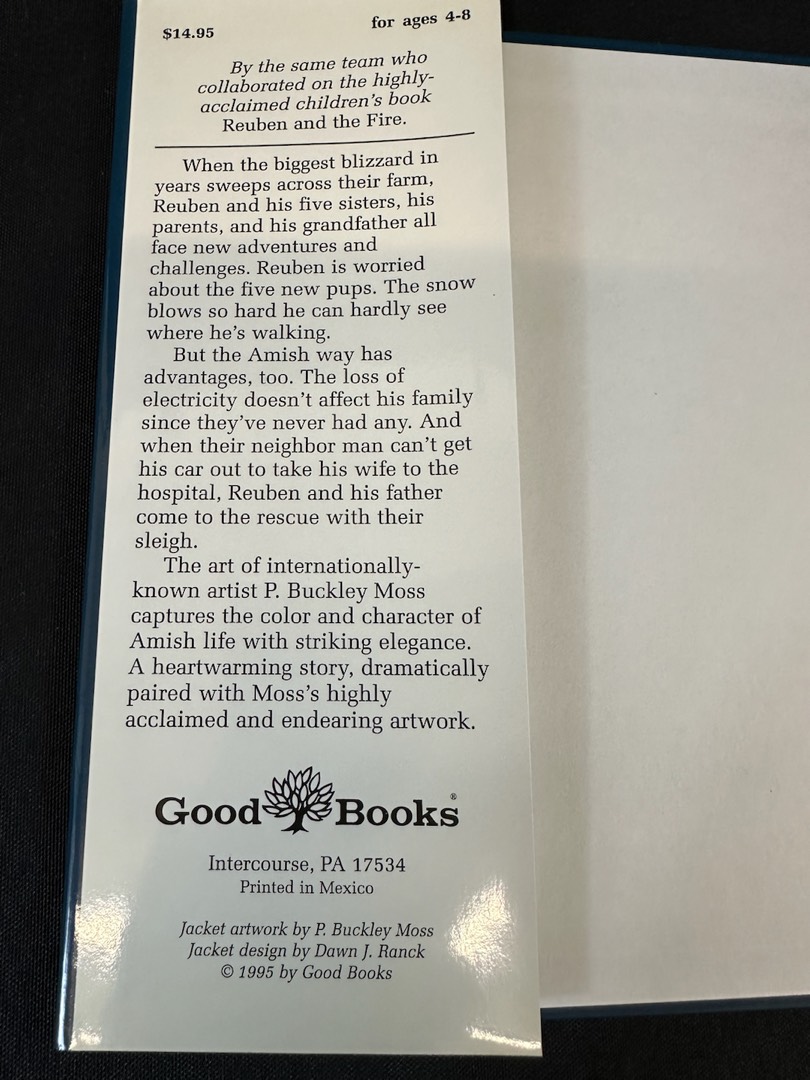 $14.95 for ages 4-8
By the same team who
collaborated on the highly-
acclaimed children's book
Reuben and the Fire.
When the biggest blizzard in
years sweeps across their farm,
Reuben and his five sisters, his
parents, and his grandfather all
face new adventures and
challenges. Reuben is worried
about the five new pups. The snow
blows so hard he can hardly see
where he's walking.
But the Amish way has
advantages, too. The loss of
electricity doesn't affect his family
since they've never had any. And
when their neighbor man can't get
his car out to take his wife to the
hospital, Reuben and his father
come to the rescue with their
sleigh.
The art of internationally-
known artist P. Buckley Moss
captures the color and character of
Amish life with striking elegance.
A heartwarming story, dramatically
paired with Moss's highly
acclaimed and endearing artwork.
Good Books®
Intercourse, PA 17534
Printed in Mexico
Jacket artwork by P. Buckley Moss
Jacket design by Dawn J. Ranck
© 1995 by Good Books